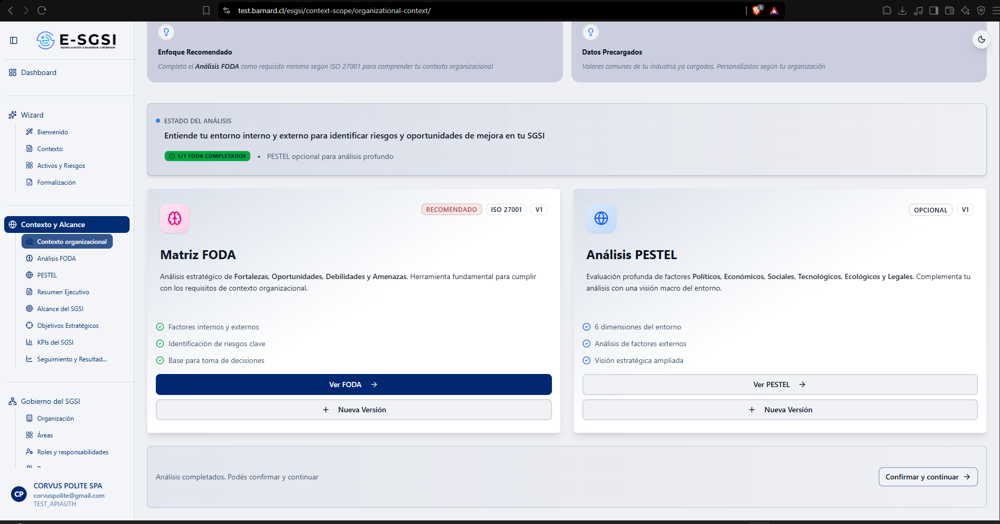 test.barnard.cl/esgsi/context-scope/organizational-context/
1
E-SGSI
SISTEMAS DE GESTIÓN DE SEGURIDAD DE LA INFORMACIÓN
Dashboard
Wizard
Bienvenido
Contexto
Activos y Riesgos
Formalización
Contexto y Alcance
Contexto organizacional
Análisis FODA
PESTEL
Resumen Ejecutivo
Alcance del SGSI
Objetivos Estratégicos
KPIs del SGSI
Seguimiento y Resultad...
Gobierno del SGSI
Organización
Áreas
Roles y responsabilidades
CP
CORVUS POLITE SPA
corvuspolite@gmail.com
TEST_APIAUTH
Enfoque Recomendado
Completa el Análisis FODA como requisito mínimo según ISO 27001 para comprender tu contexto organizacional
Datos Precargados
Valores comunes de tu industria ya cargados. Personalízalos según tu organización
ESTADO DEL ANÁLISIS
Entiende tu entorno interno y externo para identificar riesgos y oportunidades de mejora en tu SGSI
1/1 FODA COMPLETADOS • PESTEL opcional para análisis profundo
RECOMENDADO ISO 27001 V1
Matriz FODA
Análisis estratégico de Fortalezas, Oportunidades, Debilidades y Amenazas. Herramienta fundamental para cumplir
con los requisitos de contexto organizacional.
Factores internos y externos
Identificación de riesgos clave
Base para toma de decisiones
Ver FODA →
+ Nueva Versión
OPCIONAL V1
Análisis PESTEL
Evaluación profunda de factores Políticos, Económicos, Sociales, Tecnológicos, Ecológicos y Legales. Complementa tu
análisis con una visión macro del entorno.
6 dimensiones del entorno
Análisis de factores externos
Visión estratégica ampliada
Ver PESTEL →
+ Nueva Versión
Análisis completados. Podés confirmar y continuar
Confirmar y continuar →